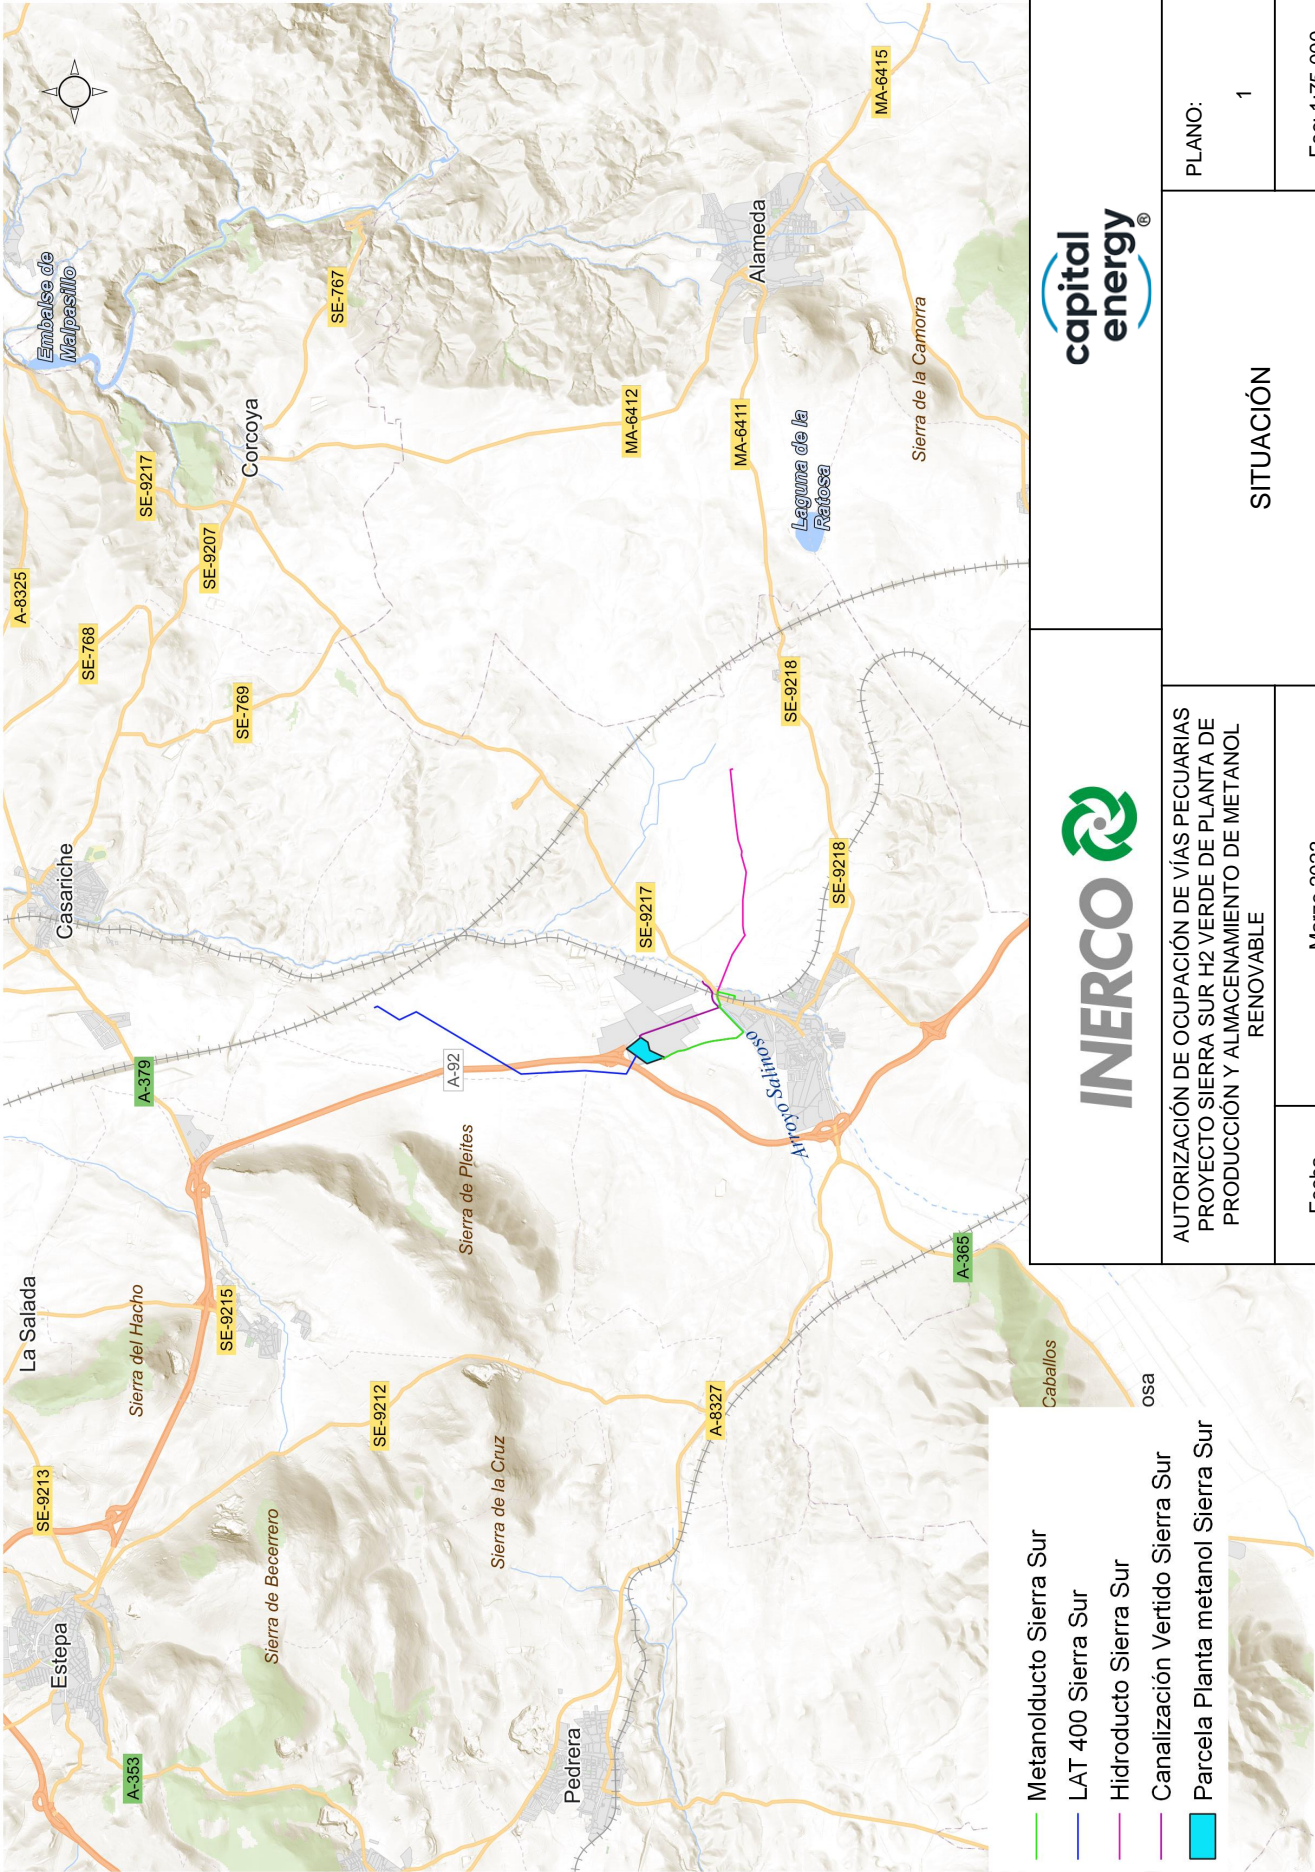 Embalse de
Malpasillo
A-8325
SE-768
SE-9217
SE-9207
SE-769
Corcoya
SE-767
MA-6412
MA-6411
MA-6415
Alameda
Sierra de la Camorra
Laguna de la
Ratosa
SE-9218
SE-9218
SE-9217
Casariche
A-379
A-92
Arroyo Salinoso
La Salada
Sierra del Hacho
SE-9215
Sierra de Pleites
SE-9212
SE-9213
Estepa
Sierra de Becerrero
Sierra de la Cruz
A-353
Pedrera
A-8327
A-365
Caballos
osa
Metanolducto Sierra Sur
LAT 400 Sierra Sur
Hidroducto Sierra Sur
Canalización Vertido Sierra Sur
Parcela Planta metanol Sierra Sur
INERCO
capital
energy®
AUTORIZACIÓN DE OCUPACIÓN DE VÍAS PECUARIAS
PROYECTO SIERRA SUR H2 VERDE DE PLANTA DE
PRODUCCIÓN Y ALMACENAMIENTO DE METANOL
RENOVABLE
SITUACIÓN
PLANO:
1
Fecha